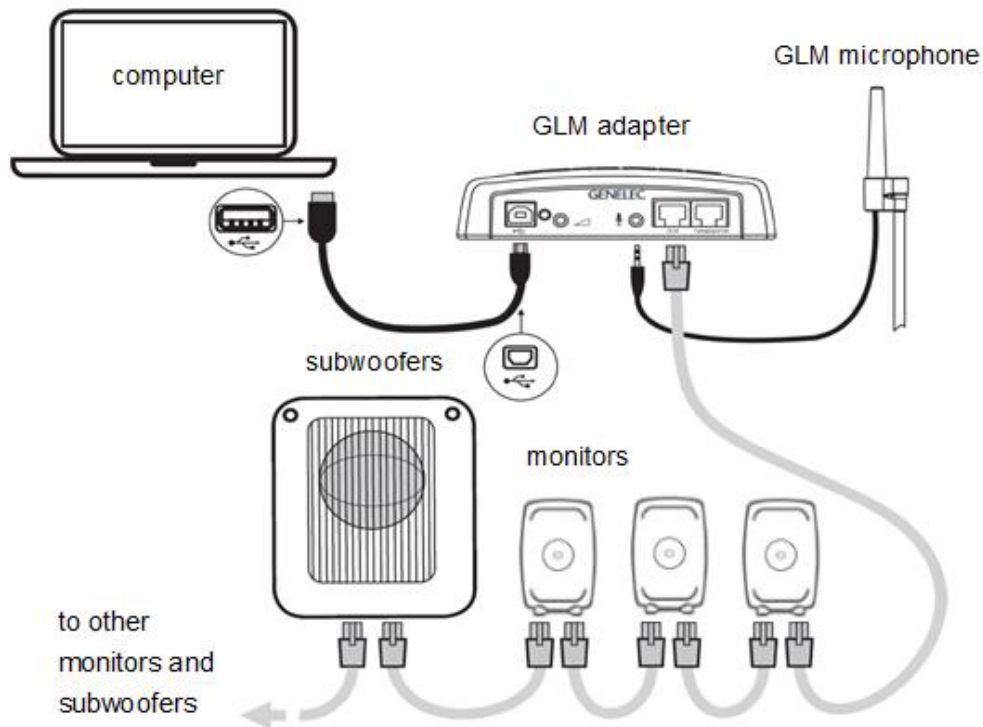 computer
GLM microphone
GLM adapter
GENELEC
subwoofers
monitors
to other
monitors and
subwoofers